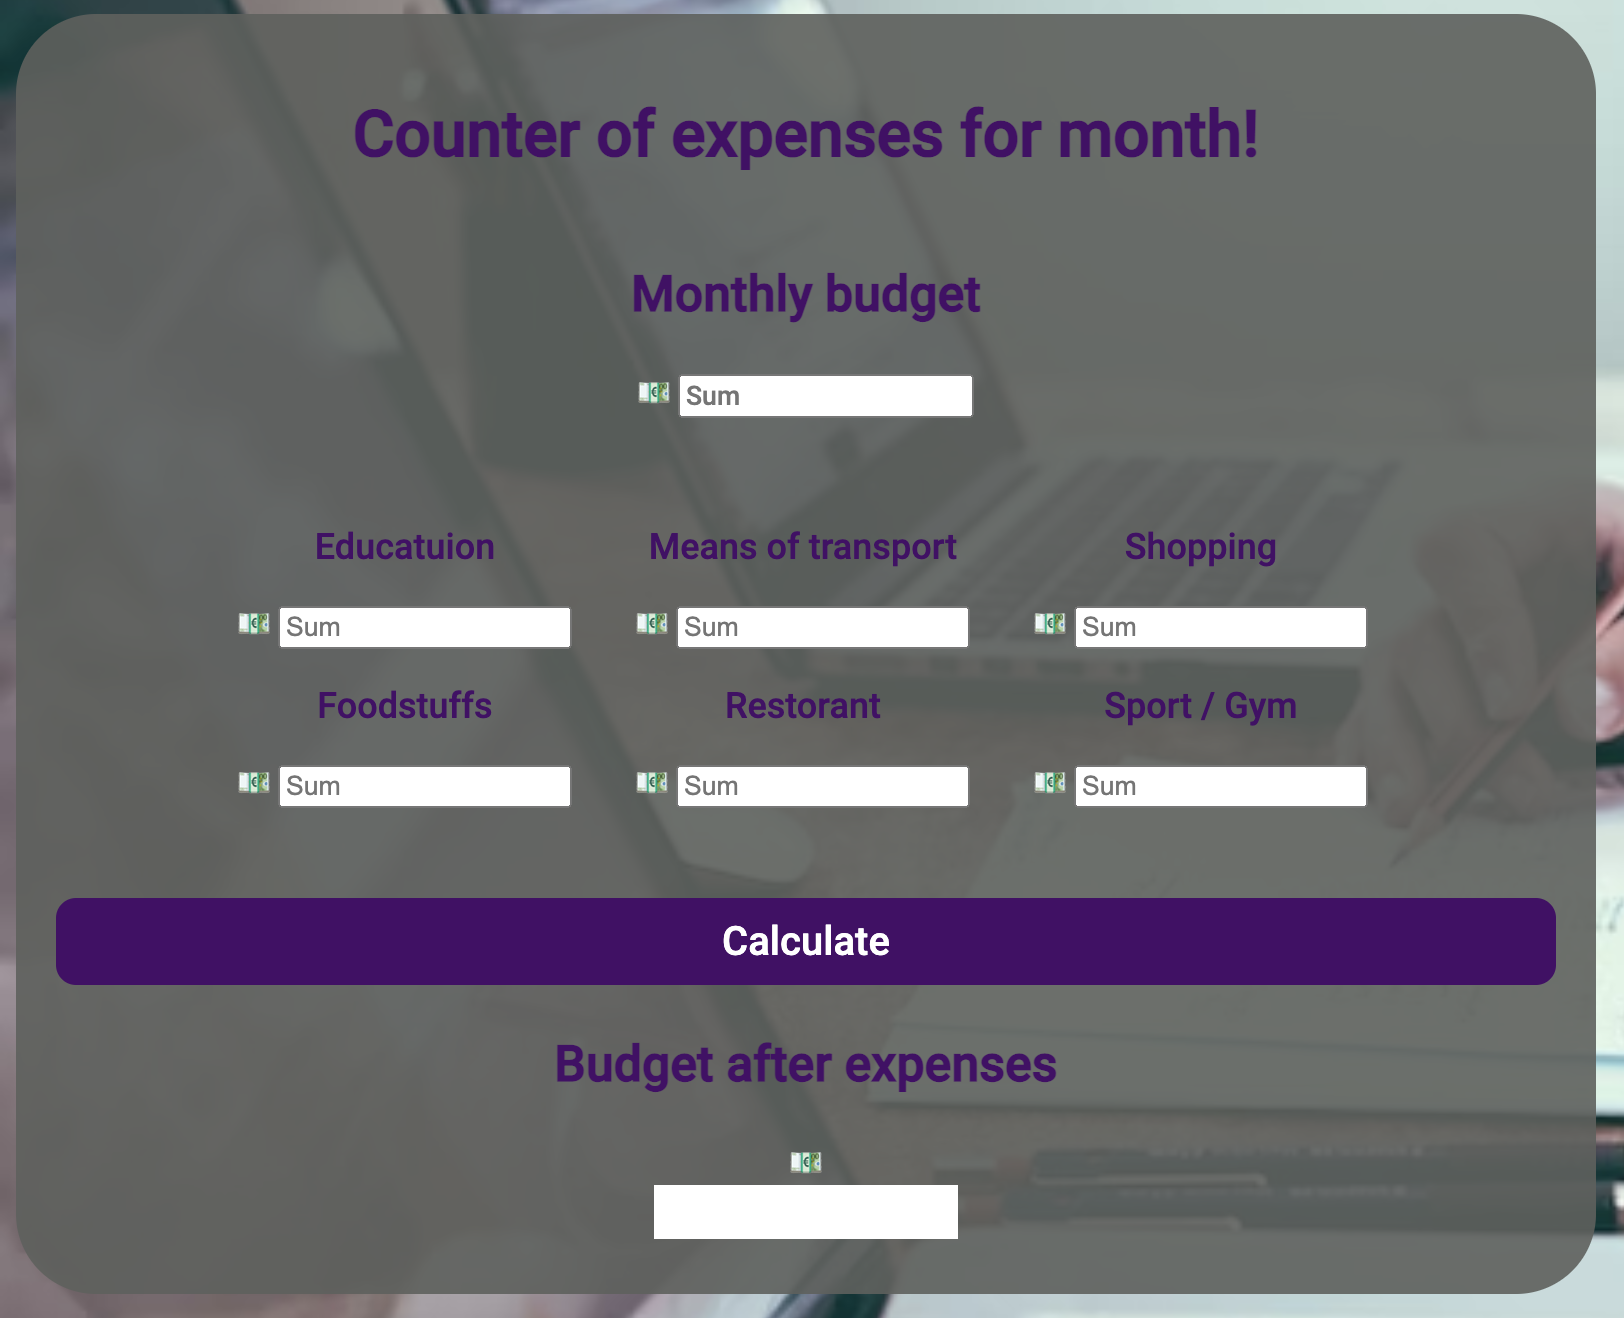 Counter of expenses for month!
Monthly budget
Sum
Educatuion Means of transport Shopping
Sum Sum Sum
Foodstuffs Restorant Sport / Gym
Sum Sum Sum
Calculate
Budget after expenses